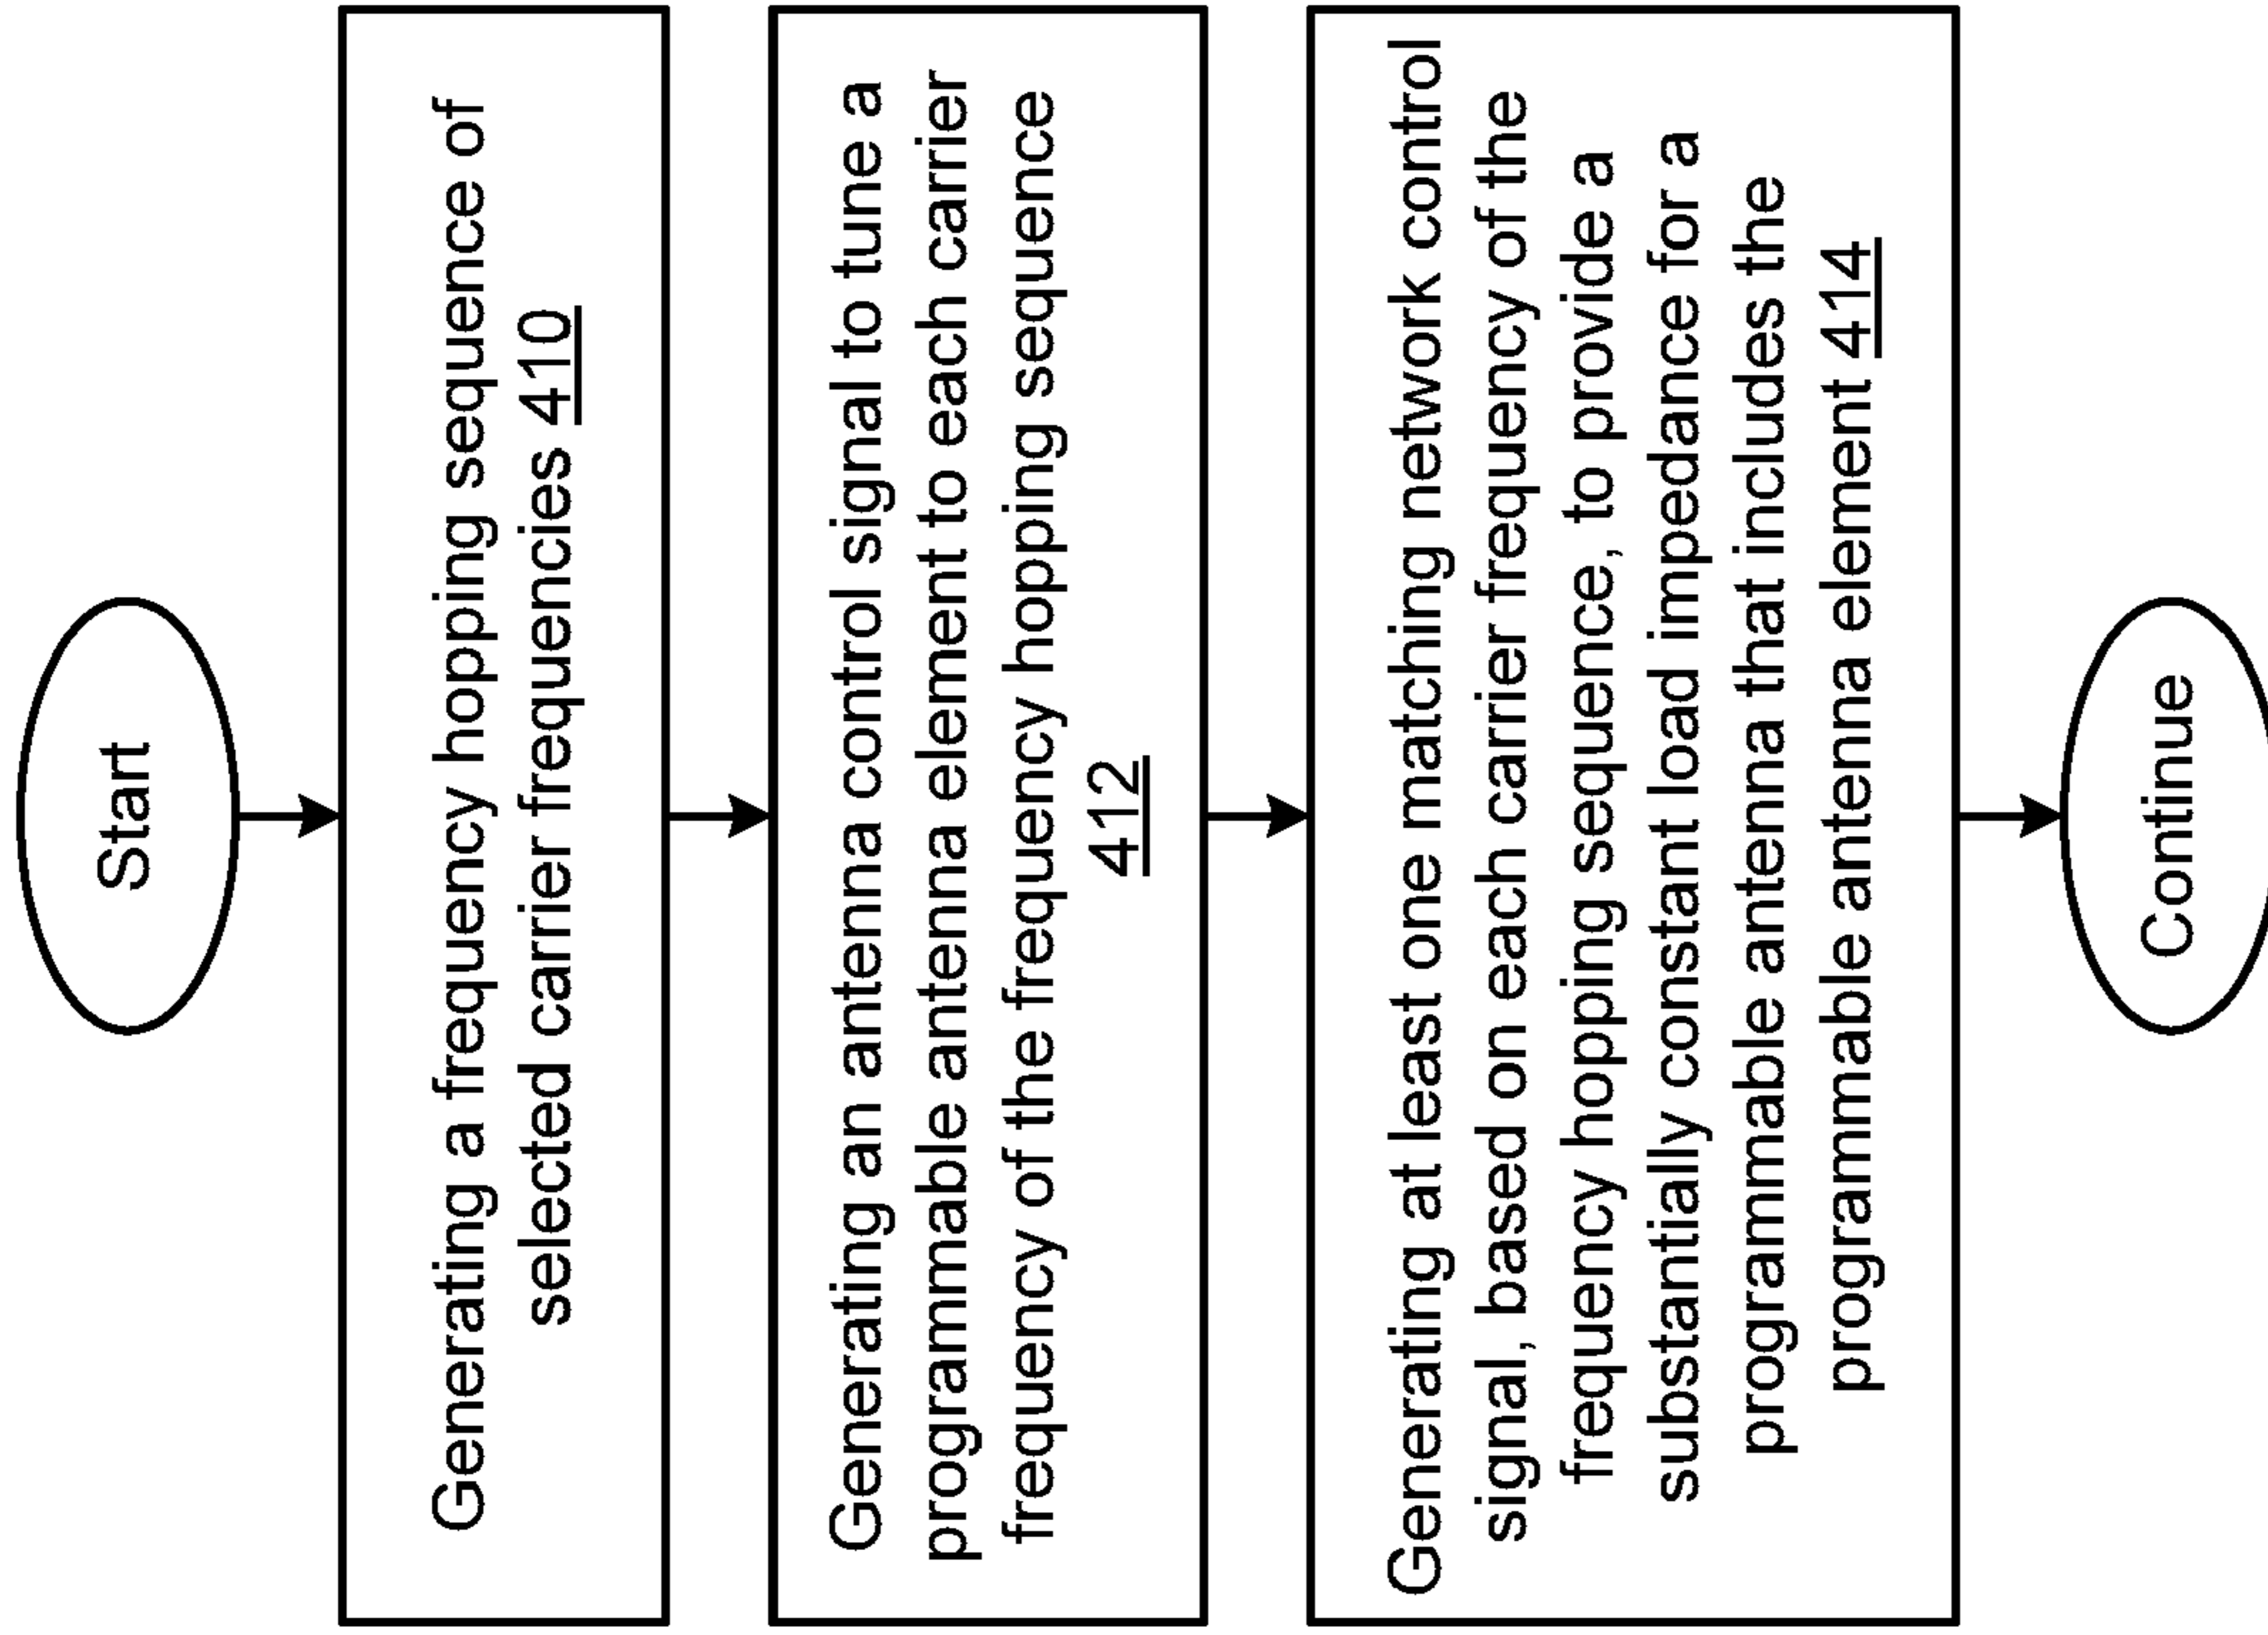 Start
Generating a frequency hopping sequence of
selected carrier frequencies 410
Generating an antenna control signal to tune a
programable antenna element to each carrier
frequency of the frequency hopping sequence
412
Generating at least one matching network control
signal, based on each carrier frequency of the
frequency hopping sequence, to provide a
substantially constant load impedance for a
programmable antenna that includes the
programmable antenna element 414
Continue